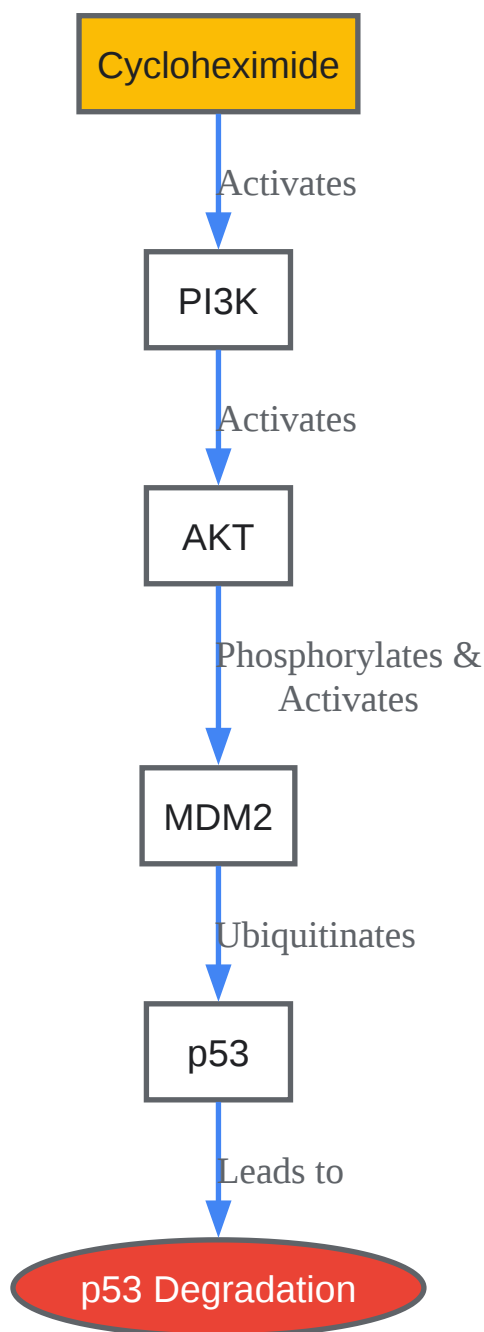 Cycloheximide
Activates
PI3K
Activates
AKT
Phosphorylates &
Activates
MDM2
Ubiquitinates
p53
Leads to
p53 Degradation